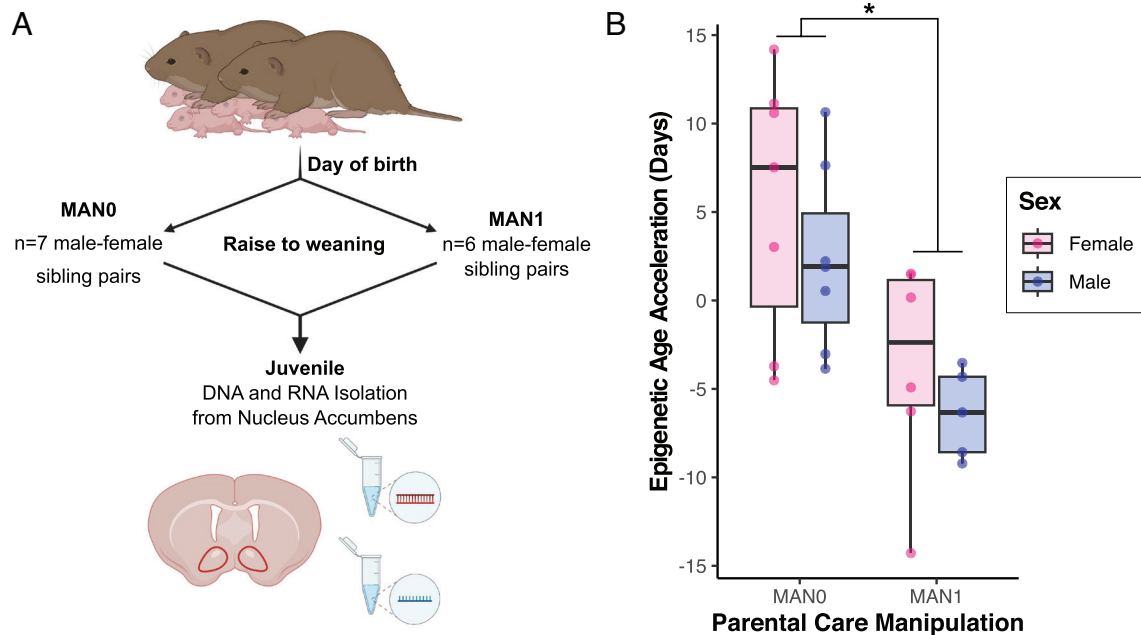 A
Day of birth
MAN0
n=7 male-female
sibling pairs
Raise to weaning
MAN1
n=6 male-female
sibling pairs
Juvenile
DNA and RNA Isolation
from Nucleus Accumbens
B
*
15
10
5
0
-5
-10
-15
Epigenetic Age Acceleration (Days)
MAN0
MAN1
Parental Care Manipulation
Sex
Female
Male